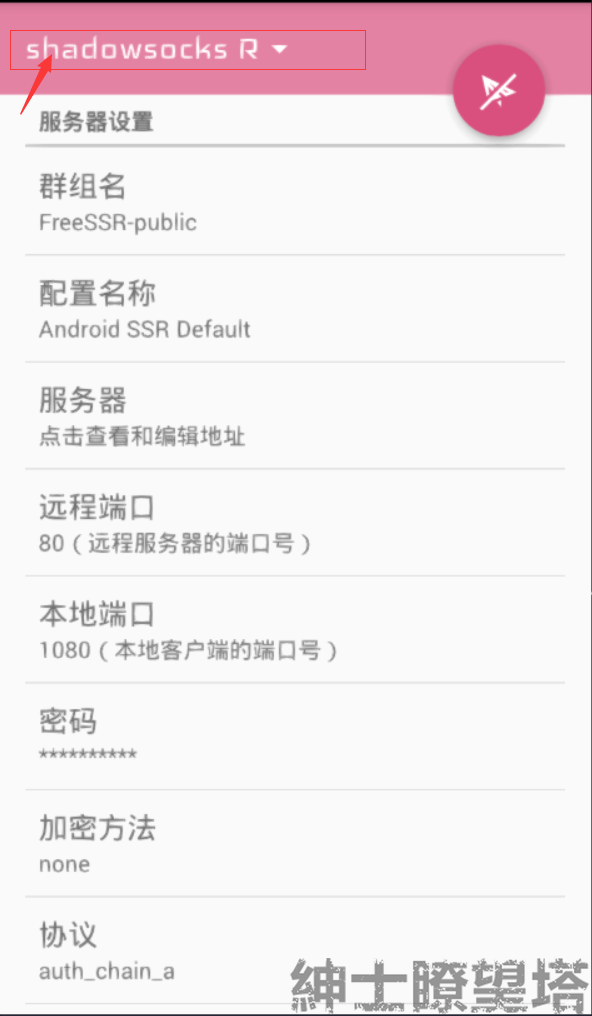 shadowsocks R
服务器设置
群组名
FreeSSR-public
配置名称
Android SSR Default
服务器
点击查看和编辑地址
远程端口
80（远程服务器的端口号）
本地端口
1080（本地客户端的端口号）
密码
**********
加密方法
none
协议
auth_chain_a
紳士瞭望塔